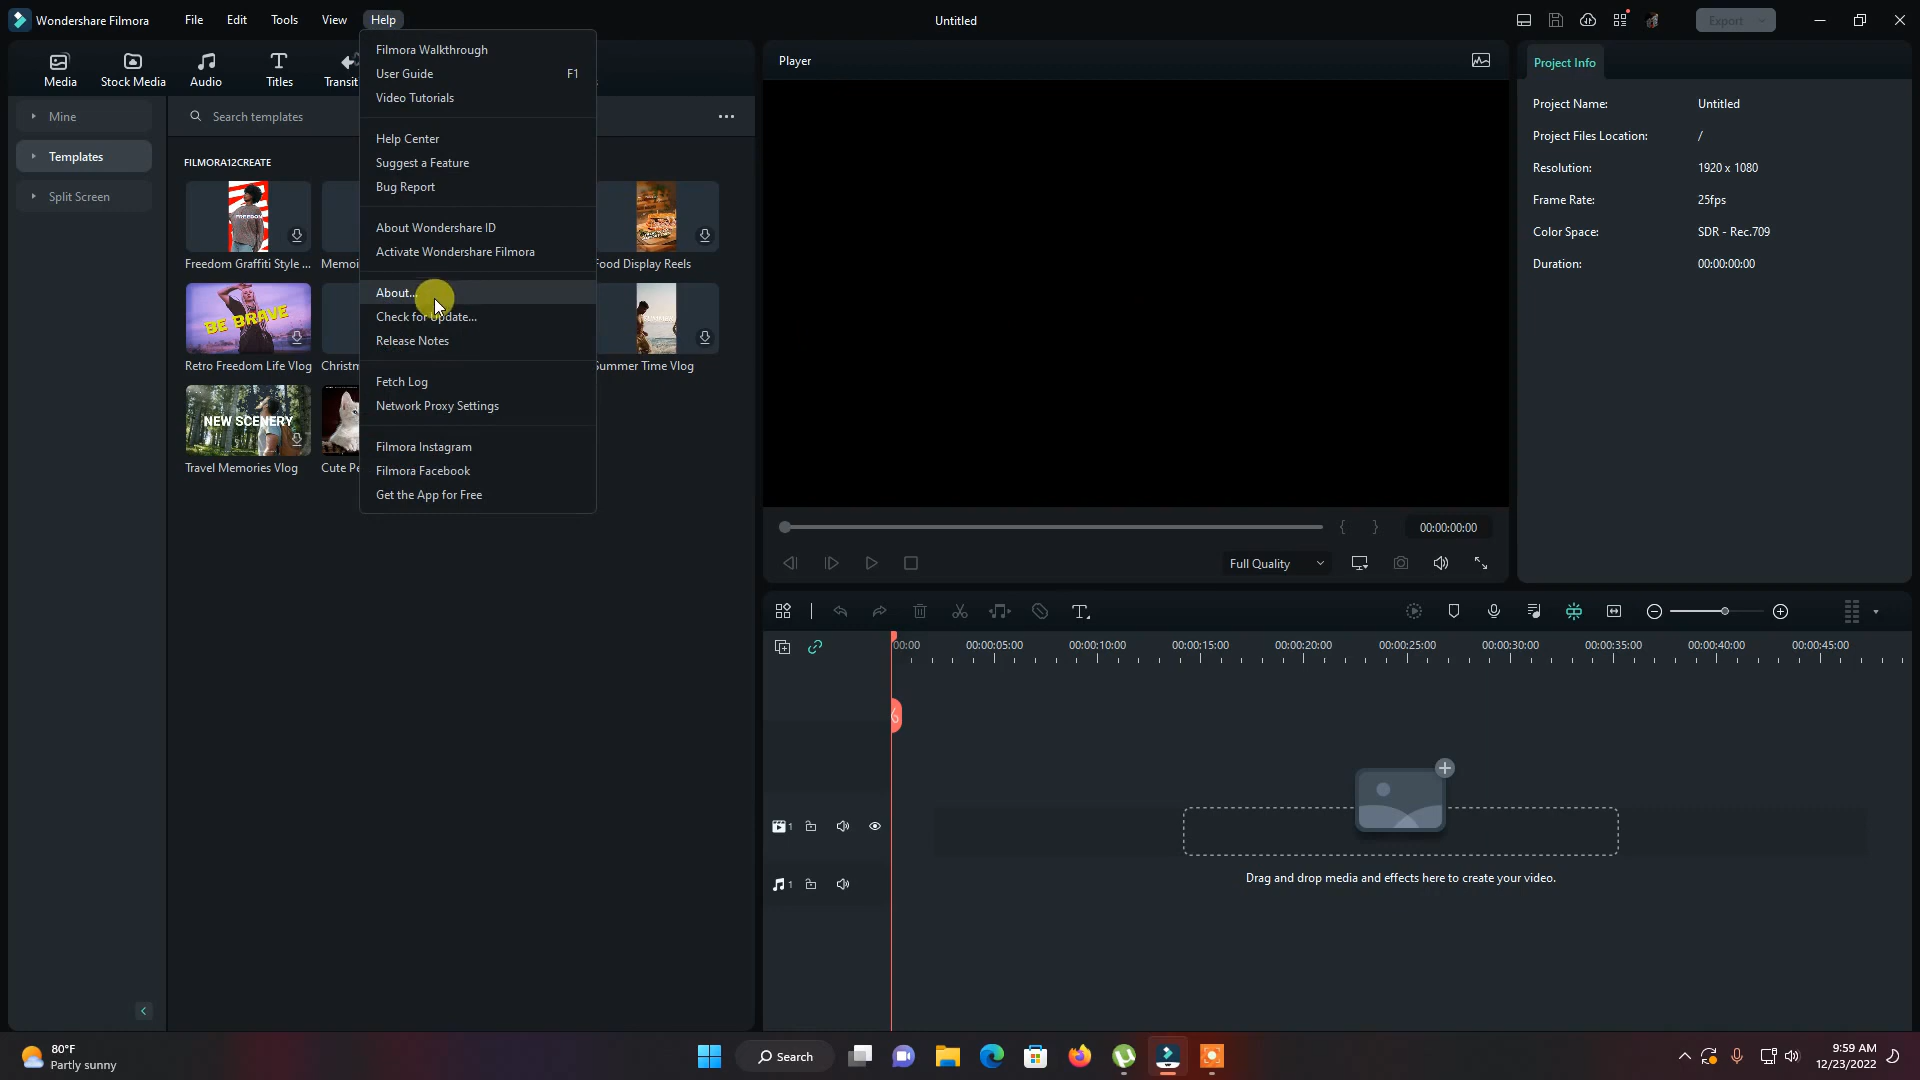 Wondershare Filmora File Edit Tools View Help Untitled Export
Media Stock Media Audio Titles
Mine
Templates
Split Screen
Search templates
FILMORA12CREATE
FREEDOM
Freedom Graffiti Style ...
Food Display Reels
BE BRAVE
SUMMER
Retro Freedom Life Vlog
Summer Time Vlog
NEW SCENERY
Travel Memories Vlog
Filmora Walkthrough
User Guide F1
Video Tutorials
Help Center
Suggest a Feature
Bug Report
About Wondershare ID
Activate Wondershare Filmora
About...
Check for Update...
Release Notes
Fetch Log
Network Proxy Settings
Filmora Instagram
Filmora Facebook
Get the App for Free
Player
{ } 00:00:00:00
Full Quality
Project Info
Project Name: Untitled
Project Files Location: /
Resolution: 1920 x 1080
Frame Rate: 25fps
Color Space: SDR - Rec.709
Duration: 00:00:00:00
00:00 00:00:05:00 00:00:10:00 00:00:15:00 00:00:20:00 00:00:25:00 00:00:30:00 00:00:35:00 00:00:40:00 00:00:45:00
1
1
Drag and drop media and effects here to create your video.
80°F
Partly sunny
Search
9:59 AM
12/23/2022